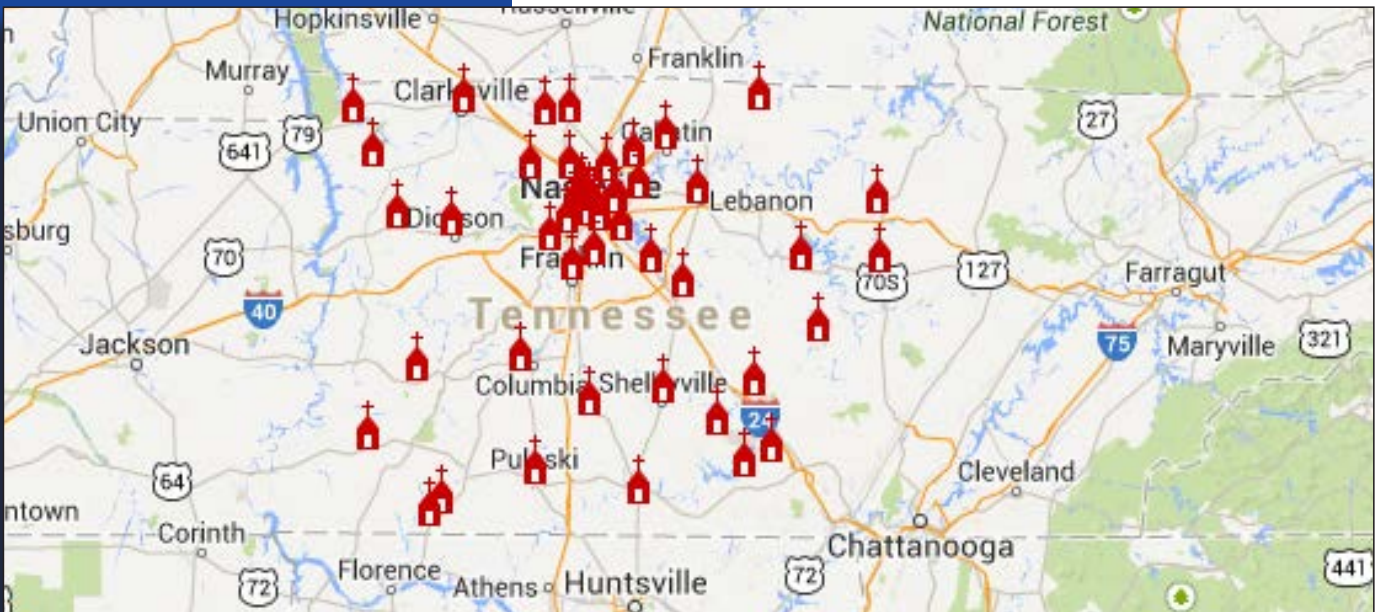 Hopkinsville
Russellville
National Forest
Franklin
Murray
Clarksville
Union City
27
79
641
Gallatin
Nashville
Lebanon
Dickson
sburg
70
Franklin
70S
127
Farragut
40
Tennessee
Jackson
75
Maryville
321
Columbia
Shelbyville
24
Pulaski
64
Cleveland
ntown
Corinth
Chattanooga
Florence
72
Athens
Huntsville
72
441